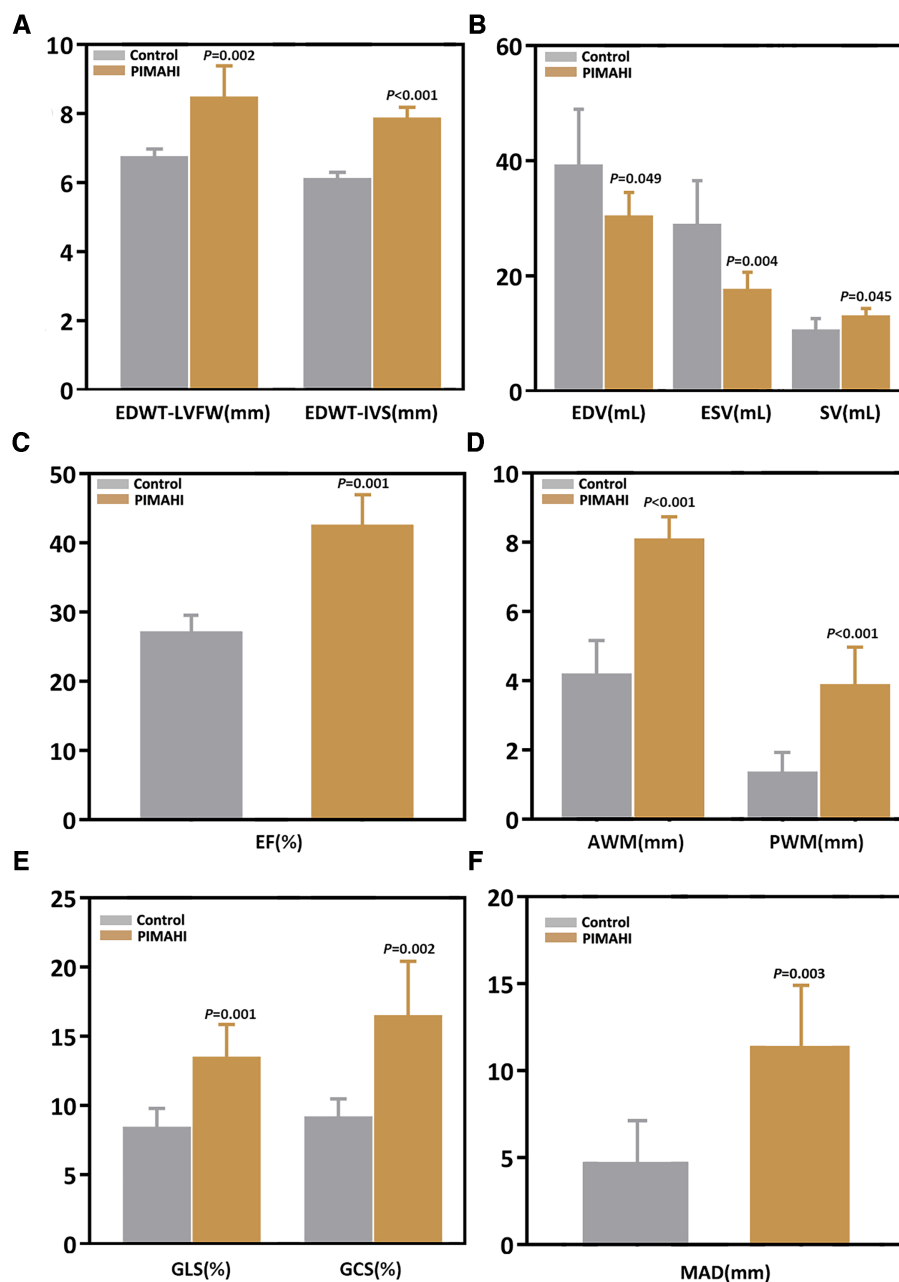 A
10
8
6
4
2
0
Control
PIMAHI
P=0.002
P<0.001
EDWT-LVFW(mm) EDWT-IVS(mm)
B
60
40
20
0
Control
PIMAHI
P=0.049
P=0.004
P=0.045
EDV(mL) ESV(mL) SV(mL)
C
50
40
30
20
10
0
Control
PIMAHI
P=0.001
EF(%)
D
10
8
6
4
2
0
Control
PIMAHI
P<0.001
P<0.001
AWM(mm) PWM(mm)
E
25
20
15
10
5
0
Control
PIMAHI
P=0.001
P=0.002
GLS(%) GCS(%)
F
20
15
10
5
0
Control
PIMAHI
P=0.003
MAD(mm)